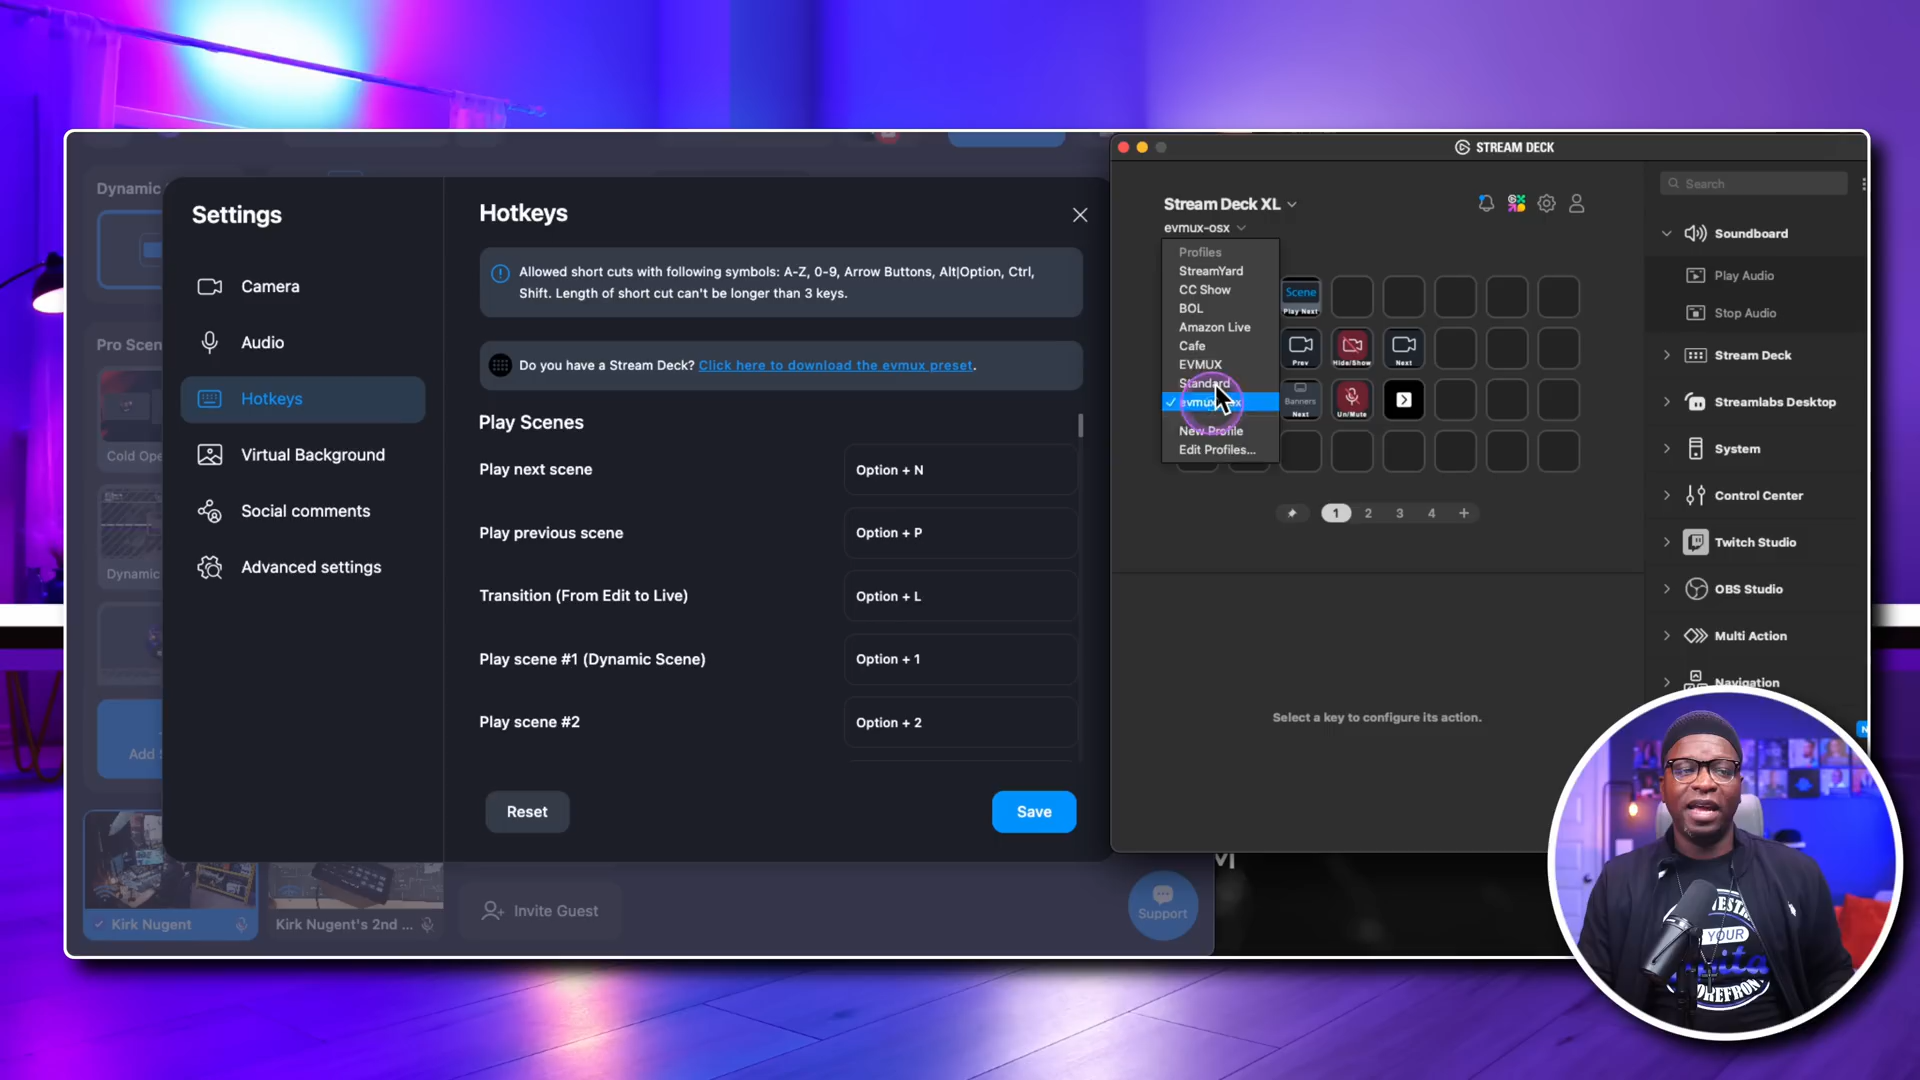 Dynamic
Pro Scen
Cold Ope
Dynamic
Add S
Kirk Nugent
Kirk Nugent's 2nd ...
Invite Guest
Support
Settings
Camera
Audio
Hotkeys
Virtual Background
Social comments
Advanced settings
Hotkeys
Allowed short cuts with following symbols: A-Z, 0-9, Arrow Buttons, Alt|Option, Ctrl,
Shift. Length of short cut can't be longer than 3 keys.
Do you have a Stream Deck? Click here to download the evmux preset.
Play Scenes
Play next scene
Option + N
Play previous scene
Option + P
Transition (From Edit to Live)
Option + L
Play scene #1 (Dynamic Scene)
Option + 1
Play scene #2
Option + 2
Reset
Save
STREAM DECK
Stream Deck XL
evmux-osx
Profiles
StreamYard
CC Show
BOL
Amazon Live
Cafe
EVMUX
Standard
New Profile
Edit Profiles...
Scene
Play Next
Prev
Hide/Show
Next
Banners
Next
Un/Mute
1 2 3 4 +
Select a key to configure its action.
Search
Soundboard
Play Audio
Stop Audio
Stream Deck
Streamlabs Desktop
System
Control Center
Twitch Studio
OBS Studio
Multi Action
Navigation
YOUR